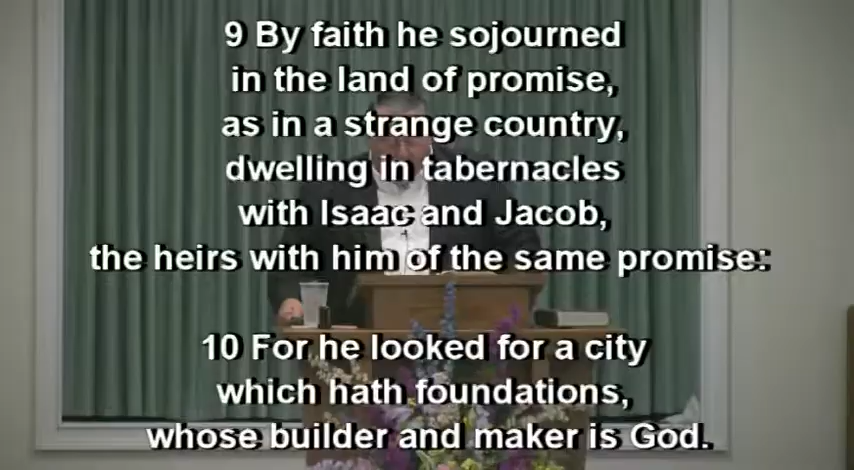 9 By faith he sojourned
in the land of promise,
as in a strange country,
dwelling in tabernacles
with Isaac and Jacob,
the heirs with him of the same promise:
10 For he looked for a city
which hath foundations,
whose builder and maker is God.